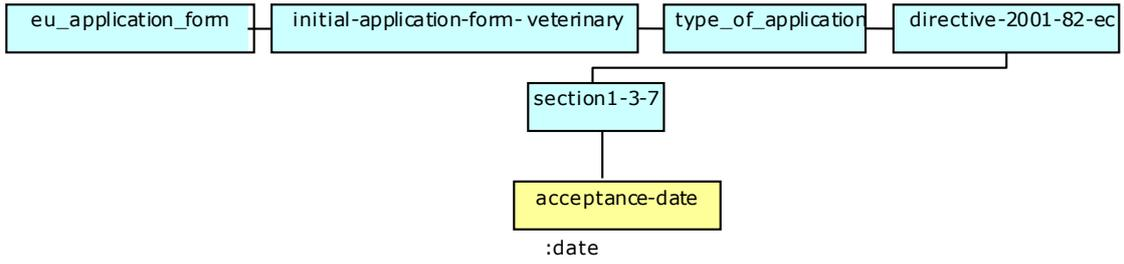 eu_application_form initial-application-form- veterinary type_of_application directive-2001-82-ec
section1-3-7
acceptance-date
:date